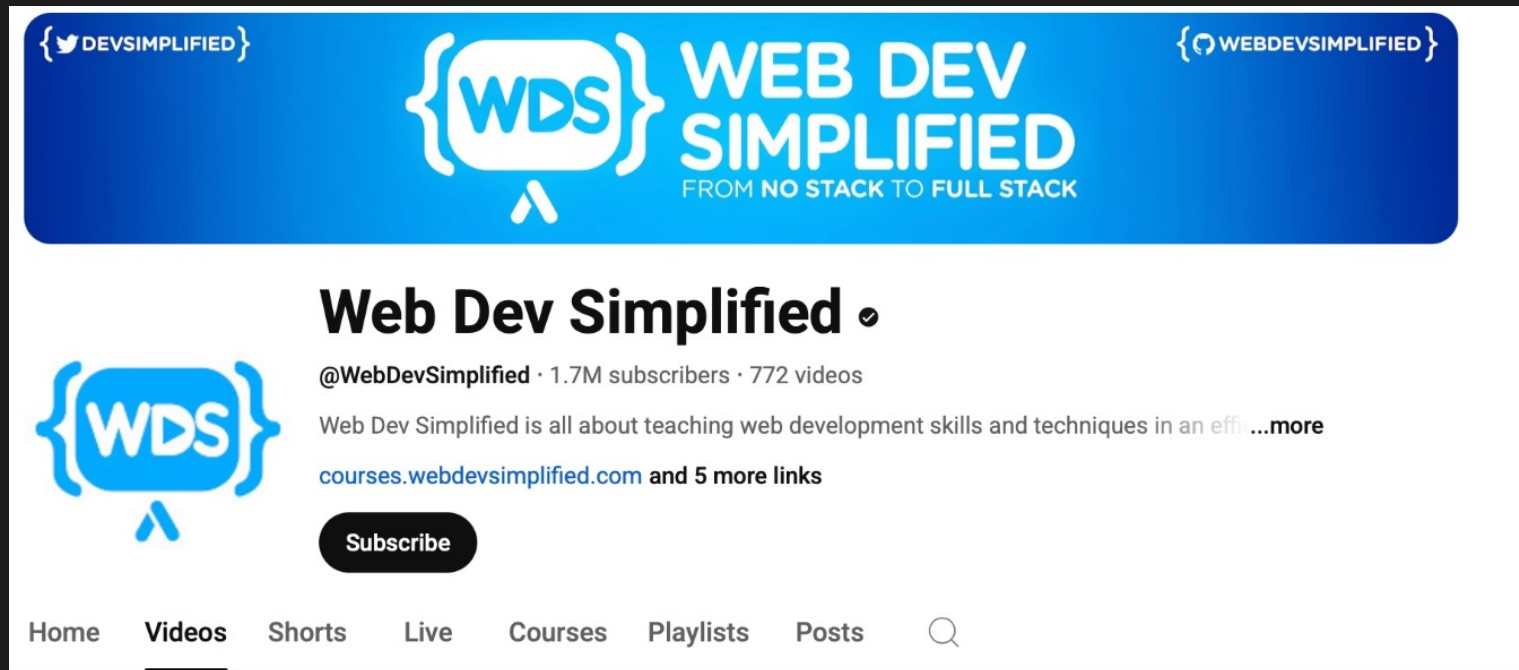 {DEVSIMPLIFIED}
{WDS}
WEB DEV
SIMPLIFIED
FROM NO STACK TO FULL STACK
{WEBDEVSIMPLIFIED}
Web Dev Simplified
@WebDevSimplified · 1.7M subscribers · 772 videos
{WDS}
Web Dev Simplified is all about teaching web development skills and techniques in an ...more
courses.webdevsimplified.com and 5 more links
Subscribe
Home Videos Shorts Live Courses Playlists Posts